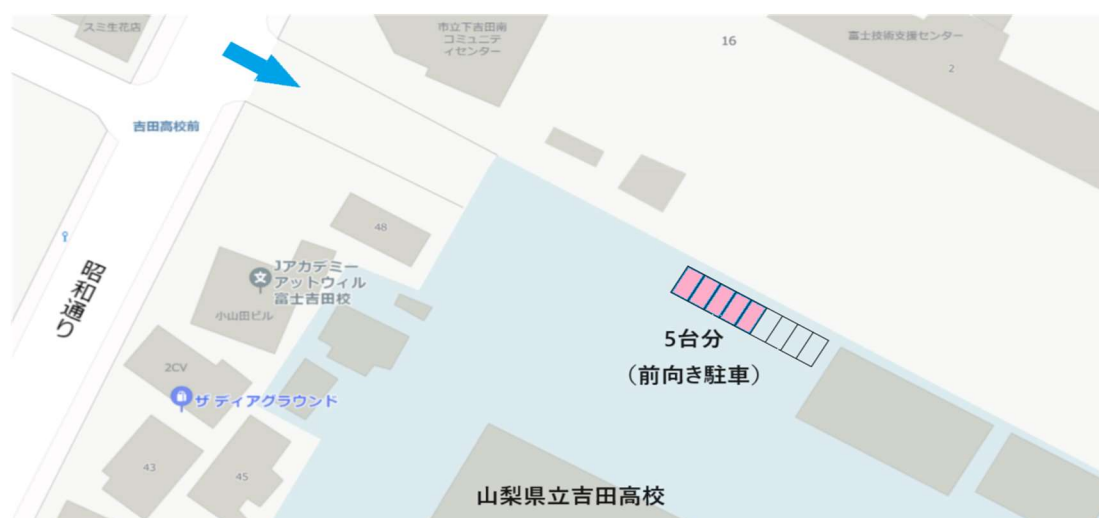 スミ生花店
市立下吉田南
コミュニテ
ィセンター
16
富士技術支援センター
2
吉田高校前
48
昭和通り
Jアカデミー
アットウィル
富士吉田校
小山田ビル
5台分
（前向き駐車）
2CV
ザ ディアグラウンド
43
45
山梨県立吉田高校